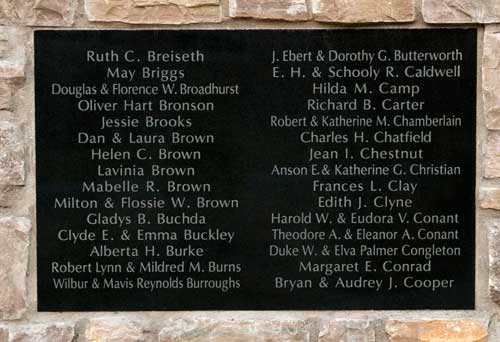 Ruth C. Breiseth
May Briggs
Douglas & Florence W. Broadhurst
Oliver Hart Bronson
Jessie Brooks
Dan & Laura Brown
Helen C. Brown
Lavinia Brown
Mabelle R. Brown
Milton & Flossie W. Brown
Gladys B. Buchda
Clyde E. & Emma Buckley
Alberta H. Burke
Robert Lynn & Mildred M. Burns
Wilbur & Mavis Reynolds Burroughs
J. Ebert & Dorothy G. Butterworth
E. H. & Schooly R. Caldwell
Hilda M. Camp
Richard B. Carter
Robert & Katherine M. Chamberlain
Charles H. Chatfield
Jean I. Chestnut
Anson E. & Katherine G. Christian
Frances L. Clay
Edith J. Clyne
Harold W. & Eudora V. Conant
Theodore A. & Eleanor A. Conant
Duke W. & Elva Palmer Congleton
Margaret E. Conrad
Bryan & Audrey J. Cooper